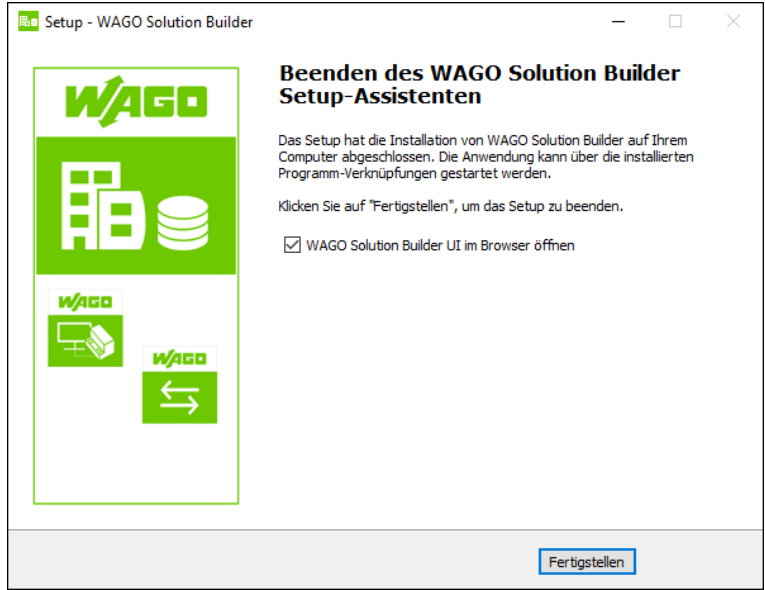 Setup - WAGO Solution Builder
WAGO
WAGO
WAGO
Beenden des WAGO Solution Builder
Setup-Assistenten
Das Setup hat die Installation von WAGO Solution Builder auf Ihrem
Computer abgeschlossen. Die Anwendung kann über die installierten
Programm-Verknüpfungen gestartet werden.
Klicken Sie auf "Fertigstellen", um das Setup zu beenden.
WAGO Solution Builder UI im Browser öffnen
Fertigstellen